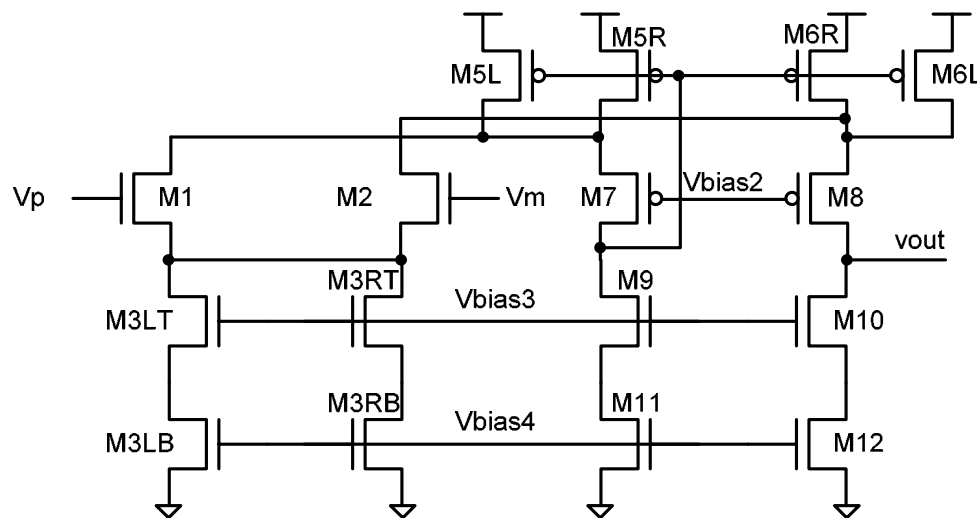 M5R
M6R
M5L
M6L
Vp
M1
M2
Vm
M7
Vbias2
M8
vout
M3RT
M9
M3LT
Vbias3
M10
M3RB
M11
M3LB
Vbias4
M12